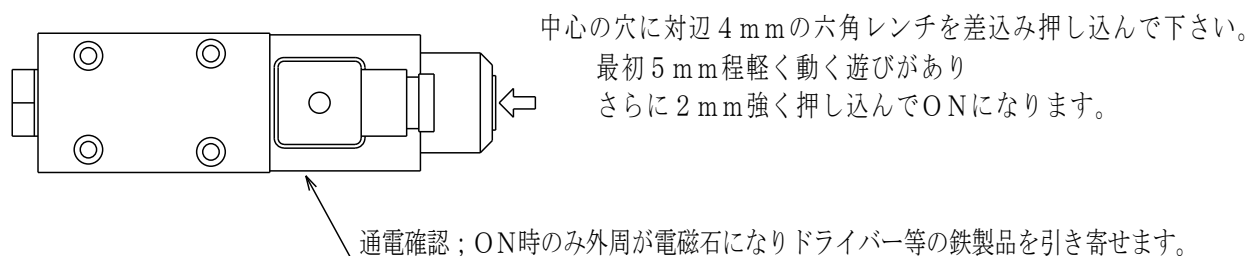 中心の穴に対辺４ｍｍの六角レンチを差込み押し込んで下さい。
最初５ｍｍ程軽く動く遊びがあり
さらに２ｍｍ強く押し込んでＯＮになります。
通電確認；ＯＮ時のみ外周が電磁石になりドライバー等の鉄製品を引き寄せます。